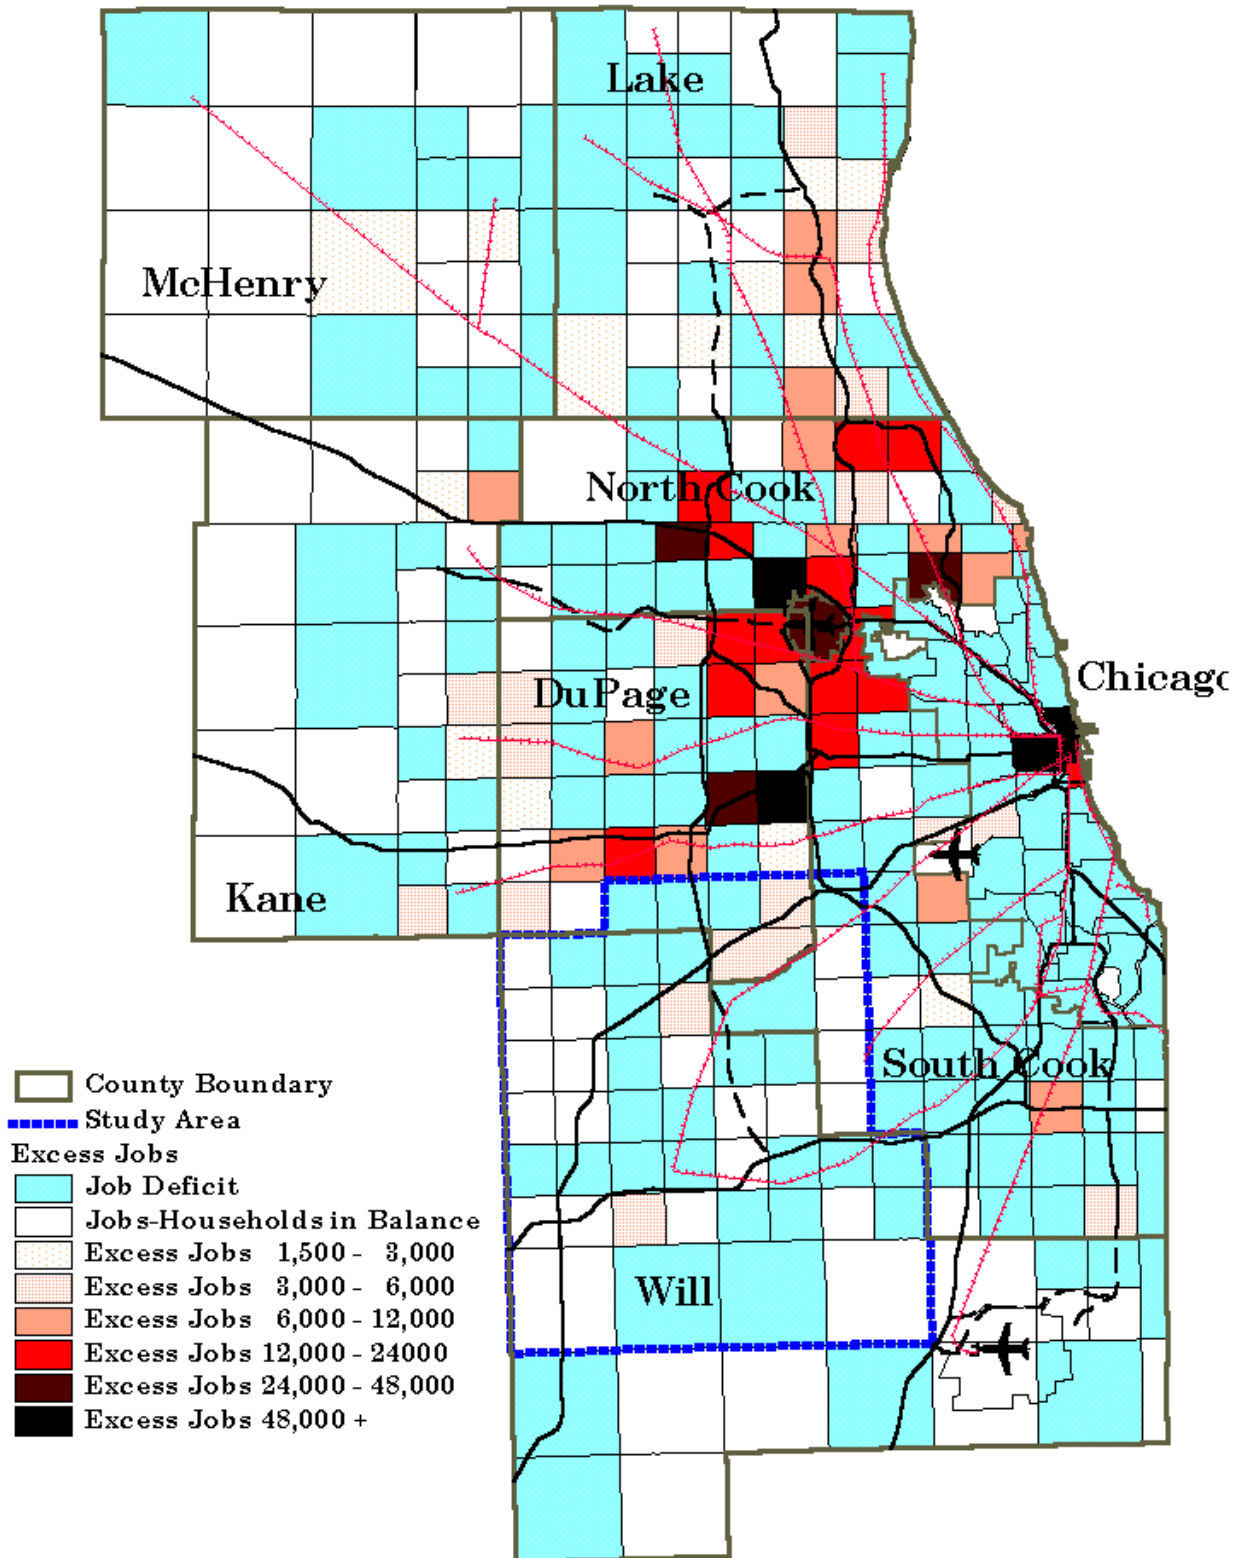 Lake
McHenry
North Cook
Chicago
DuPage
Kane
South Cook
County Boundary
Study Area
Excess Jobs
Job Deficit
Jobs-Households in Balance
Excess Jobs 1,500 - 3,000
Excess Jobs 3,000 - 6,000
Will
Excess Jobs 6,000 - 12,000
Excess Jobs 12,000 - 24000
Excess Jobs 24,000 - 48,000
Excess Jobs 48,000 +